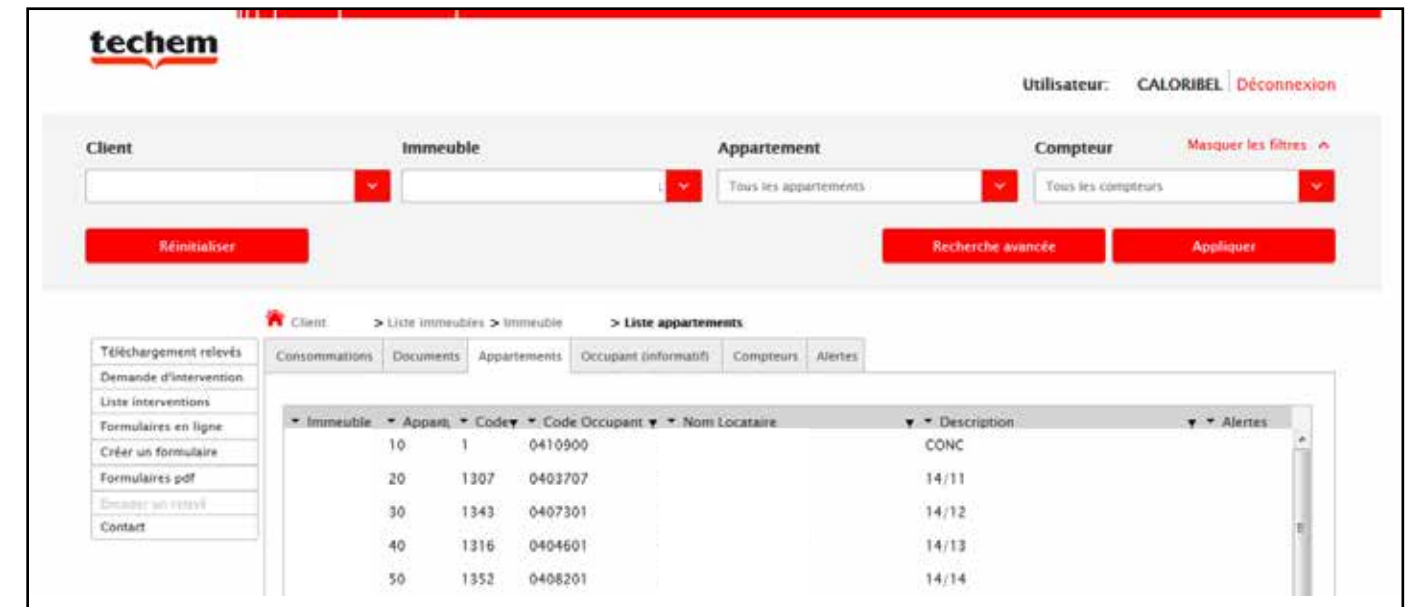 techem
Utilisateur: CALORIBEL Déconnexion
Client Immeuble Appartement Compteur Masquer les filtres
Tous les appartements Tous les compteurs
Réinitialiser Recherche avancée Appliquer
Client > Liste immeubles > Immeuble > Liste appartements
Téléchargement relevés
Demande d'intervention
Liste interventions
Formulaires en ligne
Créer un formulaire
Formulaires pdf
Encoder un relevé
Contact
Consommations Documents Appartements Occupant (informatif) Compteurs Alertes
Immeuble Appart. Code Code Occupant Nom Locataire Description Alertes
10 1 0410900 CONC
20 1307 0403707 14/11
30 1343 0407301 14/12
40 1316 0404601 14/13
50 1352 0408201 14/14